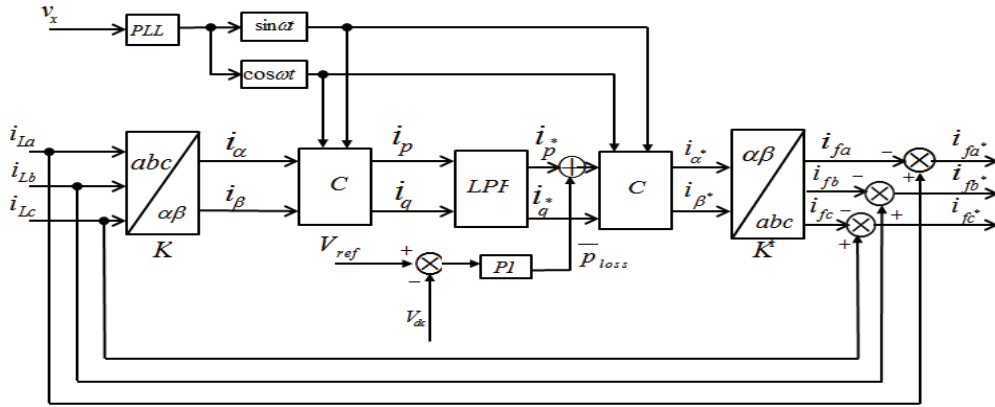 v_x
PLL
sinωt
cosωt
i_La
i_Lb
i_Lc
abc
αβ
K
i_α
i_β
C
i_p
i_q
LPF
i_p*
i_q*
C
i_α*
i_β*
αβ
abc
K^t
i_fa
i_fb
i_fc
−
+
−
+
−
+
i_fa*
i_fb*
i_fc*
V_ref
+
−
PI
p_loss
V_dc